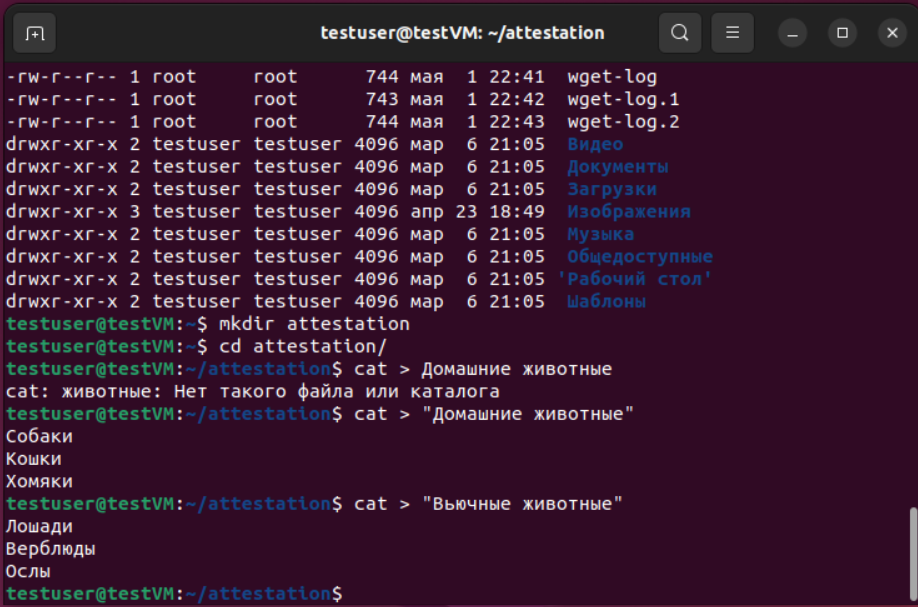 testuser@testVM: ~/attestation
-rw-r--r-- 1 root     root      744 мая  1 22:41  wget-log
-rw-r--r-- 1 root     root      743 мая  1 22:42  wget-log.1
-rw-r--r-- 1 root     root      744 мая  1 22:43  wget-log.2
drwxr-xr-x 2 testuser testuser 4096 мар  6 21:05  Видео
drwxr-xr-x 2 testuser testuser 4096 мар  6 21:05  Документы
drwxr-xr-x 2 testuser testuser 4096 мар  6 21:05  Загрузки
drwxr-xr-x 3 testuser testuser 4096 апр 23 18:49  Изображения
drwxr-xr-x 2 testuser testuser 4096 мар  6 21:05  Музыка
drwxr-xr-x 2 testuser testuser 4096 мар  6 21:05  Общедоступные
drwxr-xr-x 2 testuser testuser 4096 мар  6 21:05 'Рабочий стол'
drwxr-xr-x 2 testuser testuser 4096 мар  6 21:05  Шаблоны
testuser@testVM:~$ mkdir attestation
testuser@testVM:~$ cd attestation/
testuser@testVM:~/attestation$ cat > Домашние животные
cat: животные: Нет такого файла или каталога
testuser@testVM:~/attestation$ cat > "Домашние животные"
Собаки
Кошки
Хомяки
testuser@testVM:~/attestation$ cat > "Вьючные животные"
Лошади
Верблюды
Ослы
testuser@testVM:~/attestation$